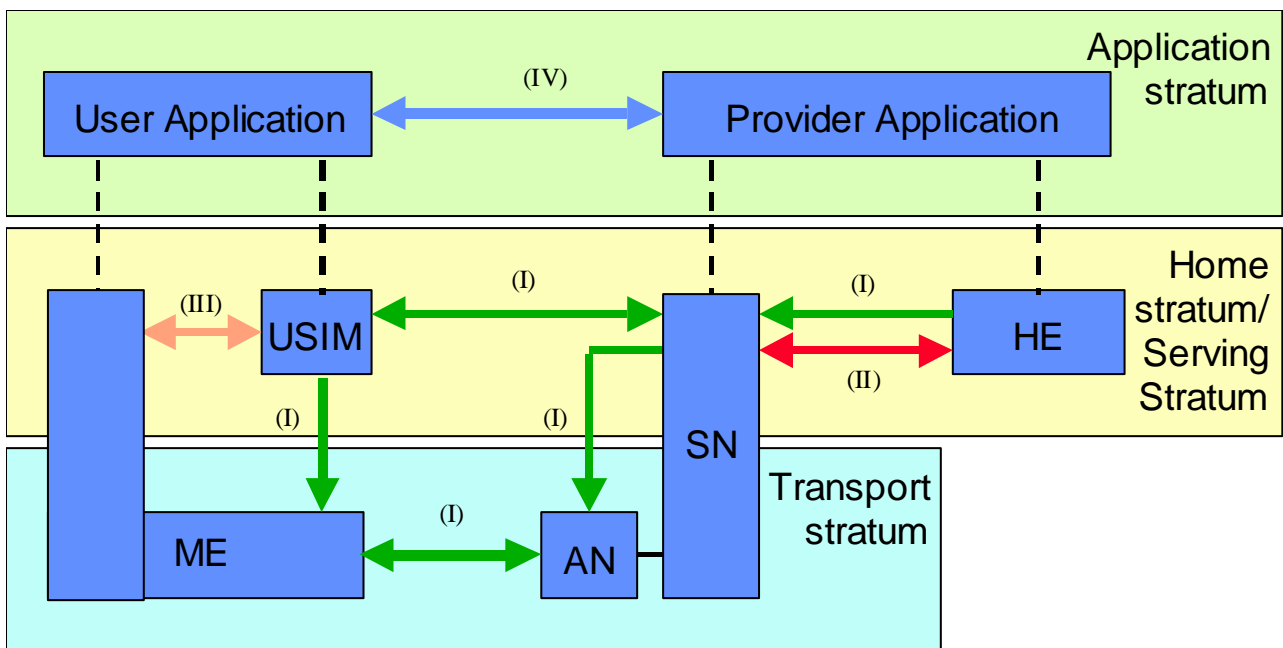 Application
stratum
(IV)
User Application
Provider Application
Home
stratum/
Serving
Stratum
(III)
(I)
(I)
USIM
HE
(II)
(I)
(I)
SN
Transport
stratum
(I)
ME
AN